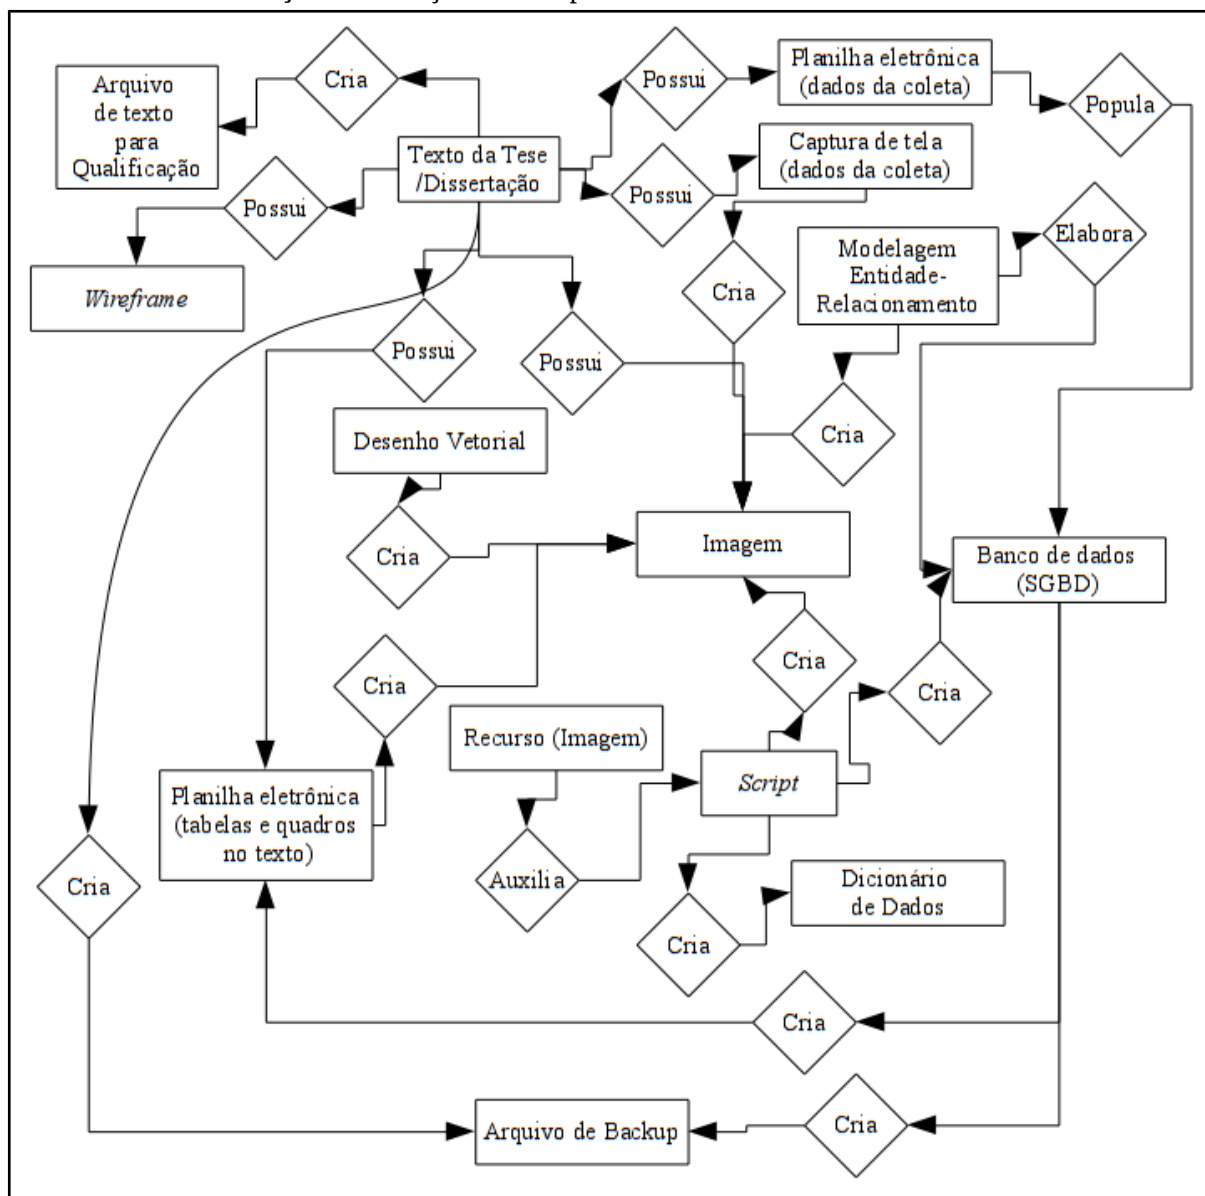 Cria
Arquivo
de texto
para
Qualificação
Possui
Planilha eletrônica
(dados da coleta)
Popula
Texto da Tese
/Dissertação
Captura de tela
(dados da coleta)
Possui
Possui
Elabora
Modelagem
Entidade-
Relacionamento
Wireframe
Cria
Possui
Possui
Cria
Desenho Vetorial
Cria
Imagem
Banco de dados
(SGBD)
Cria
Cria
Cria
Recurso (Imagem)
Script
Planilha eletrônica
(tabelas e quadros
no texto)
Cria
Auxilia
Dicionário
de Dados
Cria
Cria
Arquivo de Backup
Cria